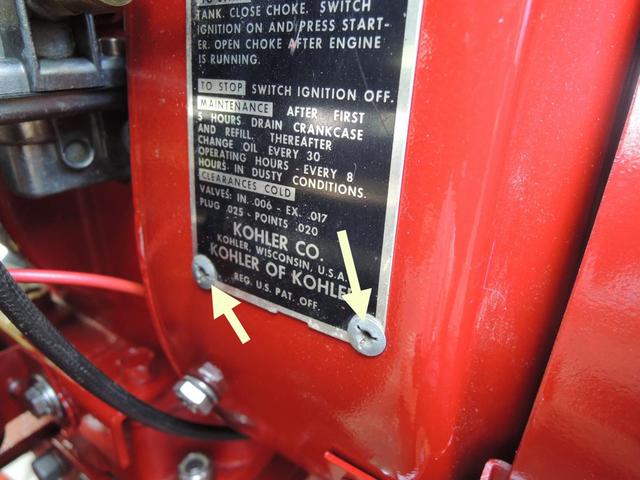 TANK. CLOSE CHOKE. SWITCH
IGNITION ON AND PRESS START-
ER. OPEN CHOKE AFTER ENGINE
IS RUNNING.
TO STOP SWITCH IGNITION OFF.
MAINTENANCE AFTER FIRST
5 HOURS DRAIN CRANKCASE
AND REFILL. THEREAFTER
CHANGE OIL EVERY 30
OPERATING HOURS - EVERY 8
HOURS IN DUSTY CONDITIONS.
CLEARANCES COLD
VALVES: IN. .006 - EX. .017
PLUG .025 - POINTS .020
KOHLER CO.
KOHLER, WISCONSIN, U.S.A.
KOHLER OF KOHLER
REG. U.S. PAT. OFF.